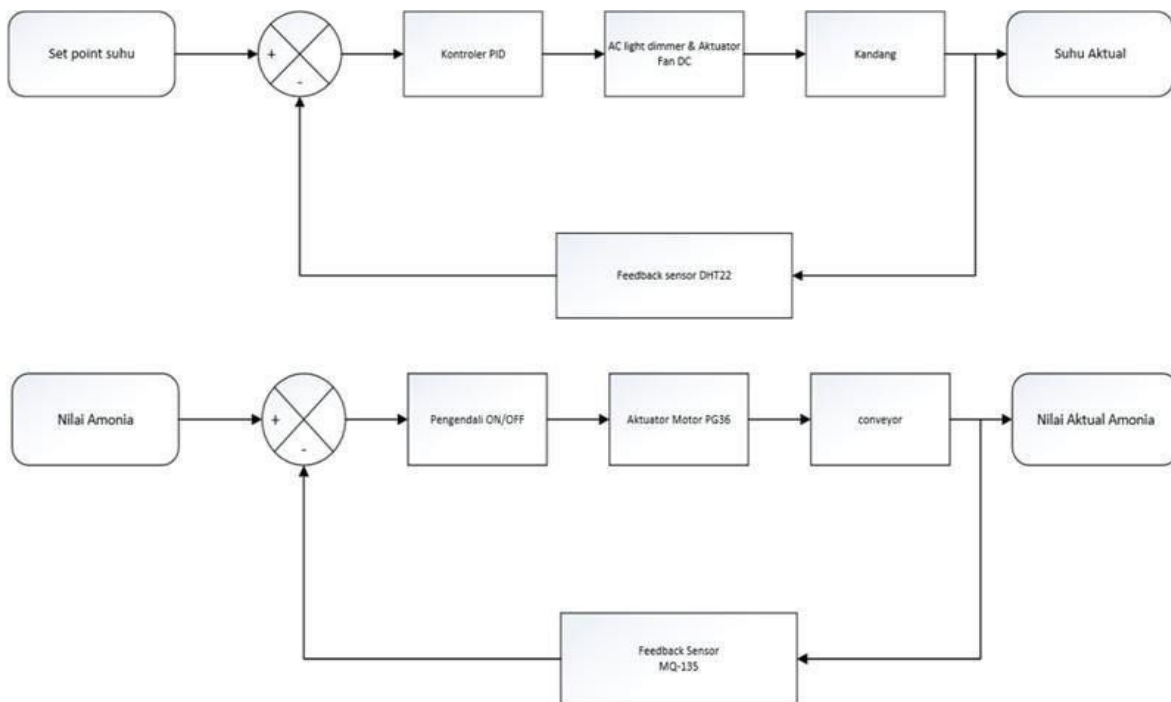 Set point suhu
+
-
Kontroler PID
AC light dimmer & Aktuator
Fan DC
Kandang
Suhu Aktual
Feedback sensor DHT22
Nilai Amonia
+
-
Pengendali ON/OFF
Aktuator Motor PG36
conveyor
Nilai Aktual Amonia
Feedback Sensor
MQ-135